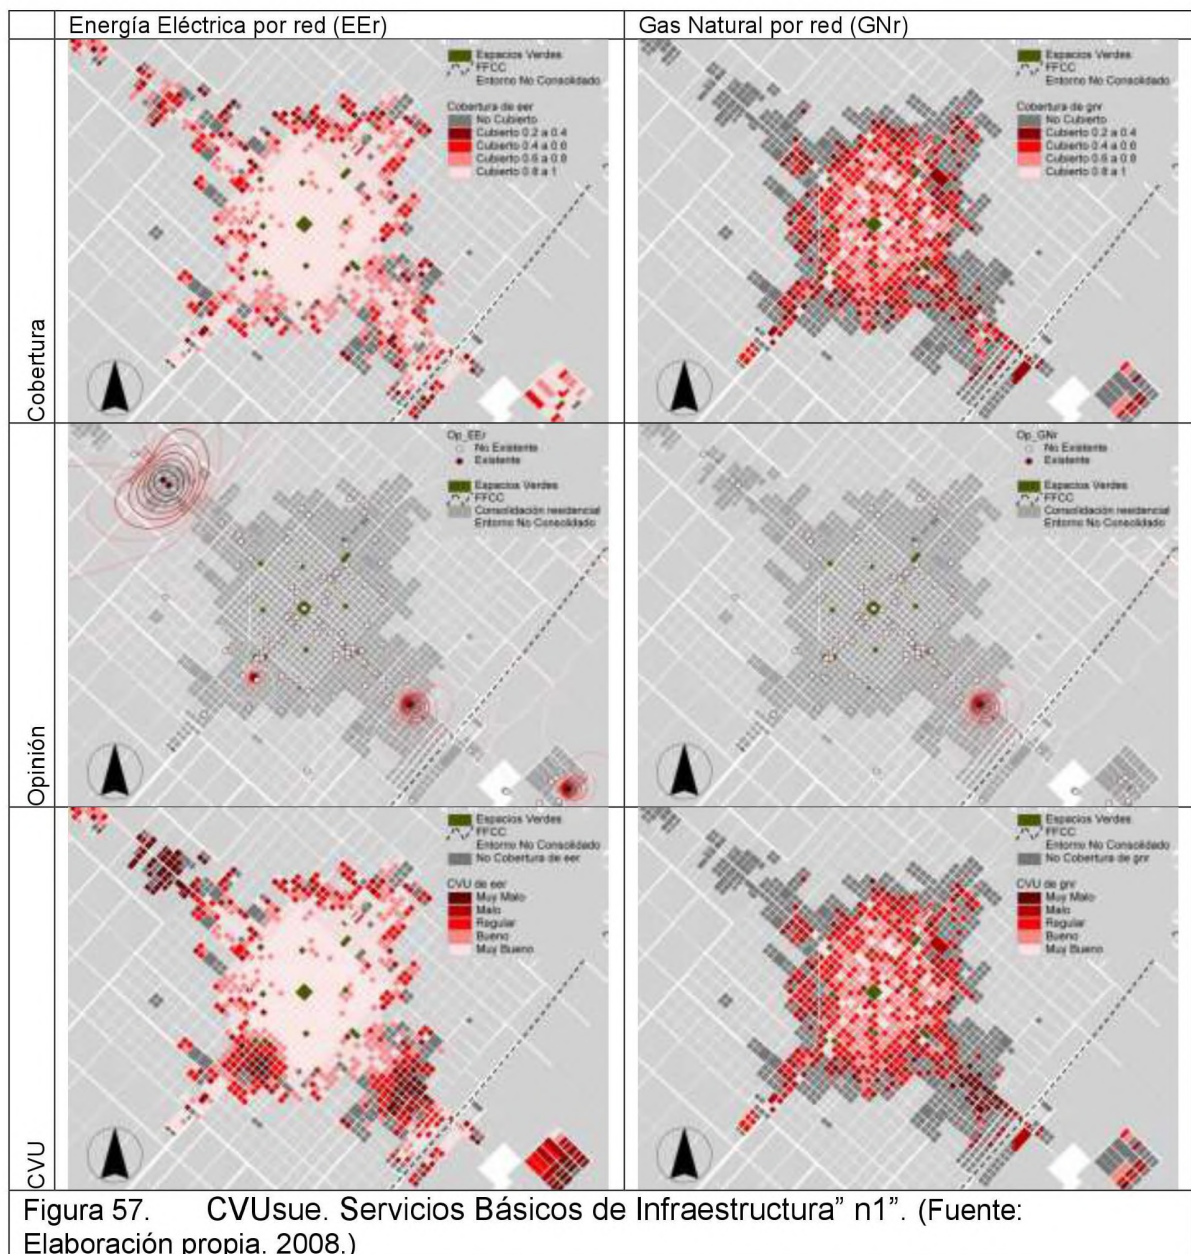 Energía Eléctrica por red (EEr)
Gas Natural por red (GNr)
Cobertura
Espacios Verdes
FFCC
Entorno No Consolidado
Cobertura de eer
No Cubierto
Cubierto 0.2 a 0.4
Cubierto 0.4 a 0.6
Cubierto 0.6 a 0.8
Cubierto 0.8 a 1
Espacios Verdes
FFCC
Entorno No Consolidado
Cobertura de gnr
No Cubierto
Cubierto 0.2 a 0.4
Cubierto 0.4 a 0.6
Cubierto 0.6 a 0.8
Cubierto 0.8 a 1
Opinión
Op_EEr
No Existente
Existente
Espacios Verdes
FFCC
Consolidación residencial
Entorno No Consolidado
Op_GNr
No Existente
Existente
Espacios Verdes
FFCC
Consolidación residencial
Entorno No Consolidado
CVU
Espacios Verdes
FFCC
Entorno No Consolidado
No Cobertura de eer
CVU de eer
Muy Malo
Malo
Regular
Bueno
Muy Bueno
Espacios Verdes
FFCC
Entorno No Consolidado
No Cobertura de gnr
CVU de gnr
Muy Malo
Malo
Regular
Bueno
Muy Bueno
Figura 57. CVUsue. Servicios Básicos de Infraestructura” n1”. (Fuente:
Elaboración propia. 2008.)